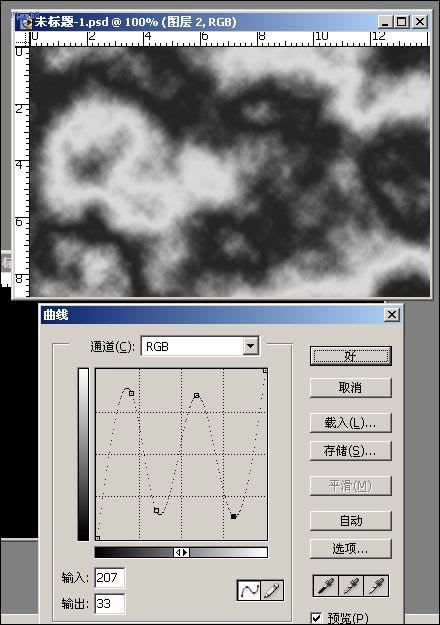 未标题-1.psd @ 100% (图层 2, RGB)
0 2 4 6 8 10 12
0
2
4
6
8
标
曲线
通道(C): RGB
好
取消
载入(L)...
存储(S)...
平滑(M)
自动
选项...
输入: 207
输出: 33
预览(P)